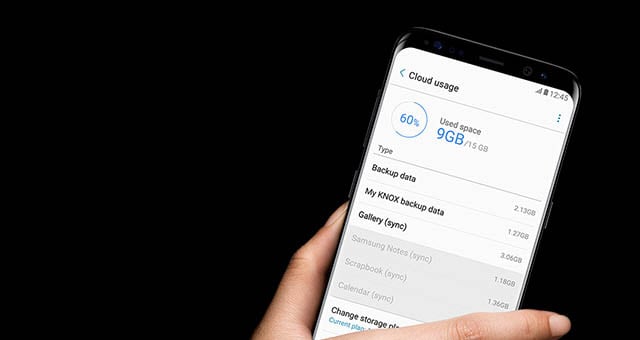 12:45
Cloud usage
60%
Used space
9GB/15 GB
Type
Backup data 2.13GB
My KNOX backup data 1.27GB
Gallery (sync) 3.06GB
Samsung Notes (sync) 1.18GB
Scrapbook (sync) 1.36GB
Calendar (sync)
Change storage
Current plan